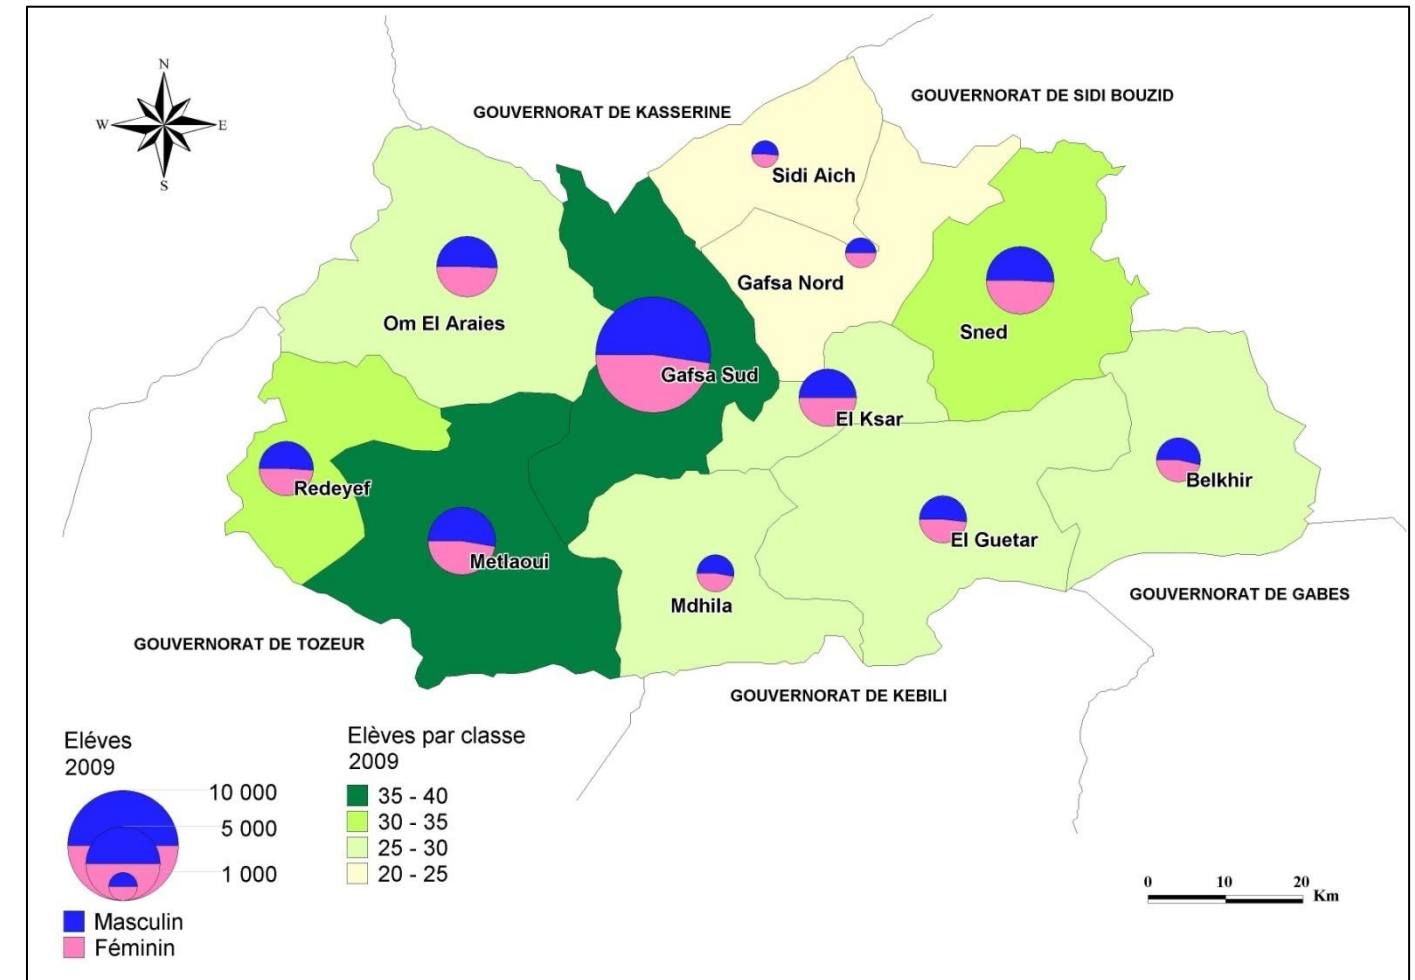 N
W
E
S
GOUVERNORAT DE KASSERINE
GOUVERNORAT DE SIDI BOUZID
Sidi Aich
Gafsa Nord
Om El Araies
Sned
Gafsa Sud
El Ksar
Redeyef
Belkhir
Metlaoui
El Guetar
Mdhila
GOUVERNORAT DE GABES
GOUVERNORAT DE TOZEUR
GOUVERNORAT DE KEBILI
Eléves
2009
10 000
5 000
1 000
Masculin
Féminin
Elèves par classe
2009
35 - 40
30 - 35
25 - 30
20 - 25
0 10 20
Km